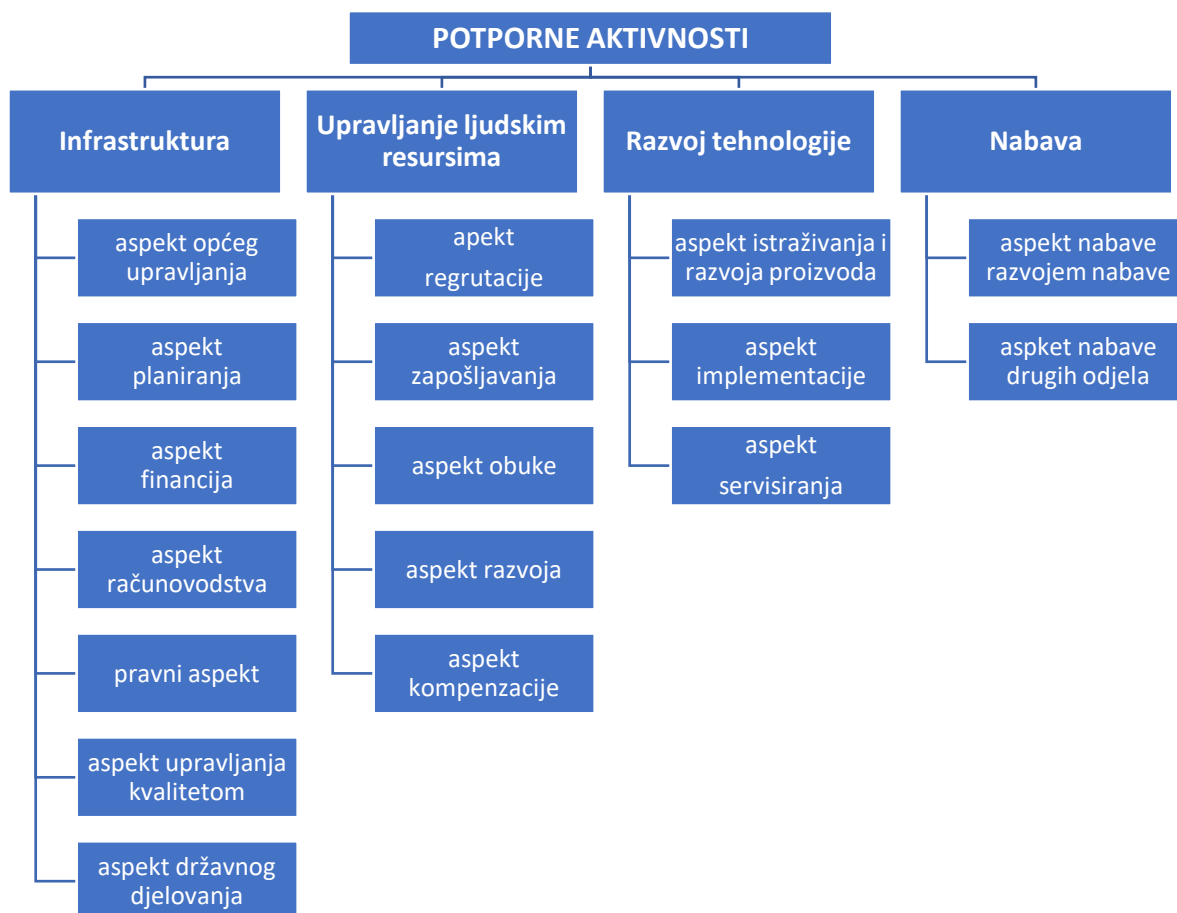 POTPORNE AKTIVNOSTI
Infrastruktura
aspekt općeg
upravljanja
aspekt
planiranja
aspekt
financija
aspekt
računovodstva
pravni aspekt
aspekt upravljanja
kvalitetom
aspekt državnog
djelovanja
Upravljanje ljudskim
resursima
apekt
regrutacije
aspekt
zapošljavanja
aspekt obuke
aspekt razvoja
aspekt
kompenzacije
Razvoj tehnologije
aspekt istraživanja i
razvoja proizvoda
aspekt
implementacije
aspekt
servisiranja
Nabava
aspekt nabave
razvojem nabave
aspket nabave
drugih odjela